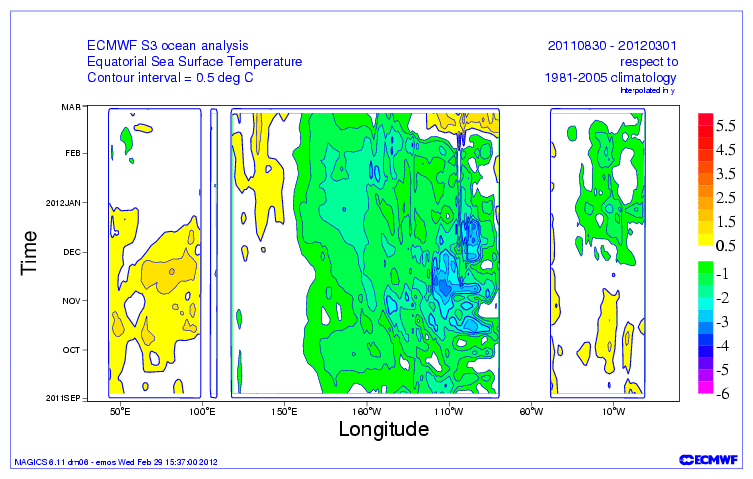 ECMWF S3 ocean analysis
Equatorial Sea Surface Temperature
Contour interval = 0.5 deg C
20110830 - 20120301
respect to
1981-2005 climatology
Interpolated in y
MAR
FEB
2012JAN
DEC
NOV
OCT
2011SEP
Time
50°E 100°E 150°E 160°W 110°W 60°W 10°W
Longitude
5.5
4.5
3.5
2.5
1.5
0.5
-1
-2
-3
-4
-5
-6
MAGICS 6.11 dm06 - emos Wed Feb 29 15:37:00 2012
ECMWF